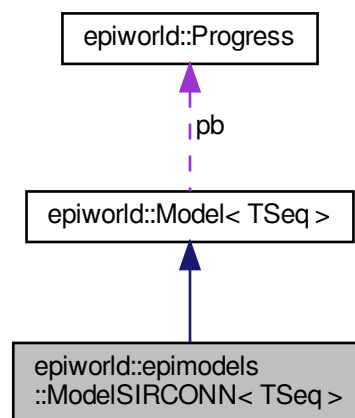 epiworld::Progress
pb
epiworld::Model< TSeq >
epiworld::epimodels
::ModelSIRCONN< TSeq >